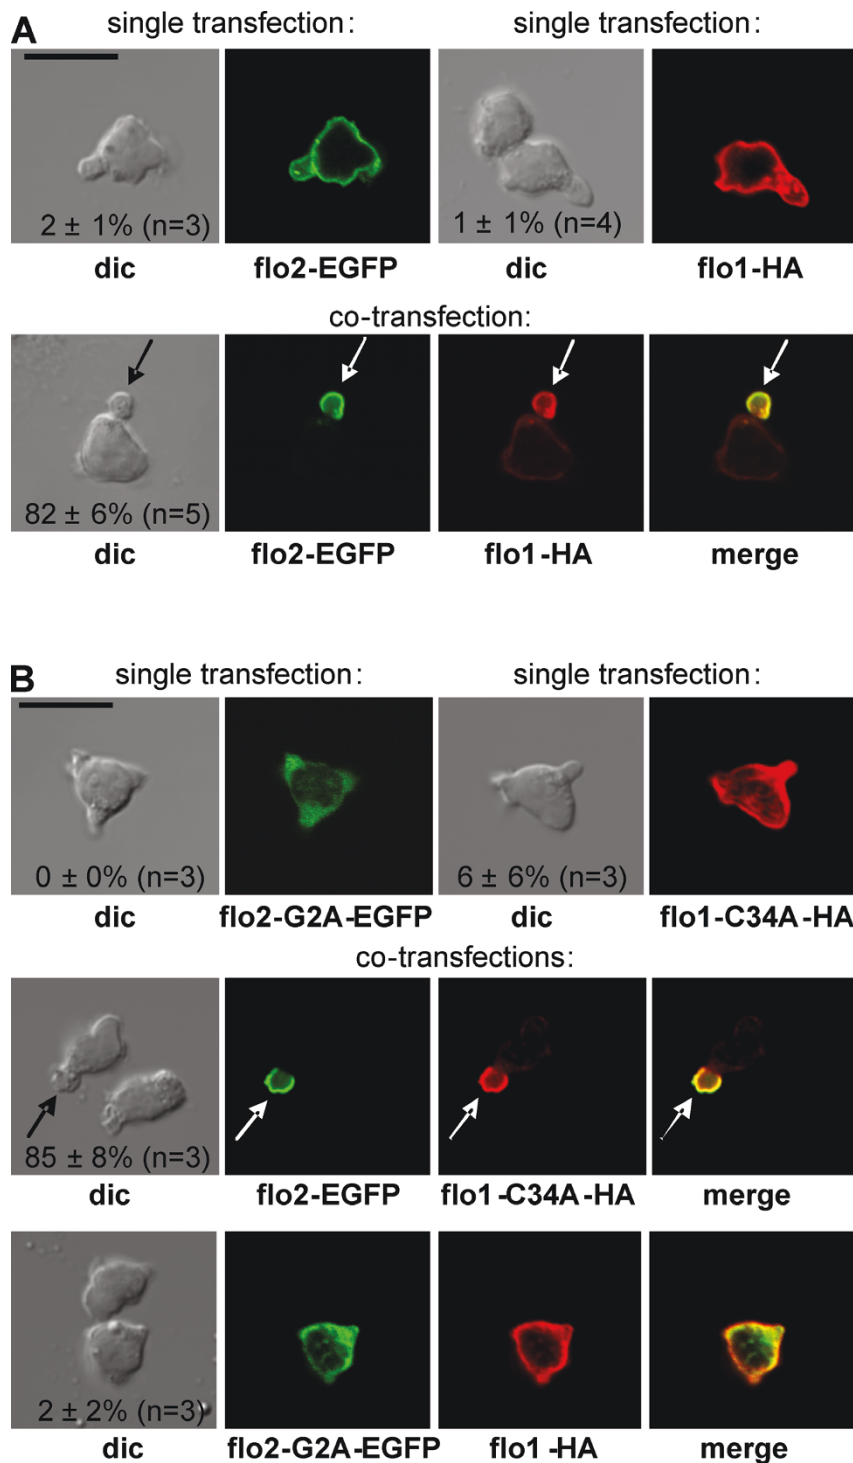 A
single transfection: single transfection:
2 ± 1% (n=3) 1 ± 1% (n=4)
dic flo2-EGFP dic flo1-HA
co-transfection:
82 ± 6% (n=5)
dic flo2-EGFP flo1-HA merge
B
single transfection: single transfection:
0 ± 0% (n=3) 6 ± 6% (n=3)
dic flo2-G2A-EGFP dic flo1-C34A-HA
co-transfections:
85 ± 8% (n=3)
dic flo2-EGFP flo1-C34A-HA merge
2 ± 2% (n=3)
dic flo2-G2A-EGFP flo1-HA merge